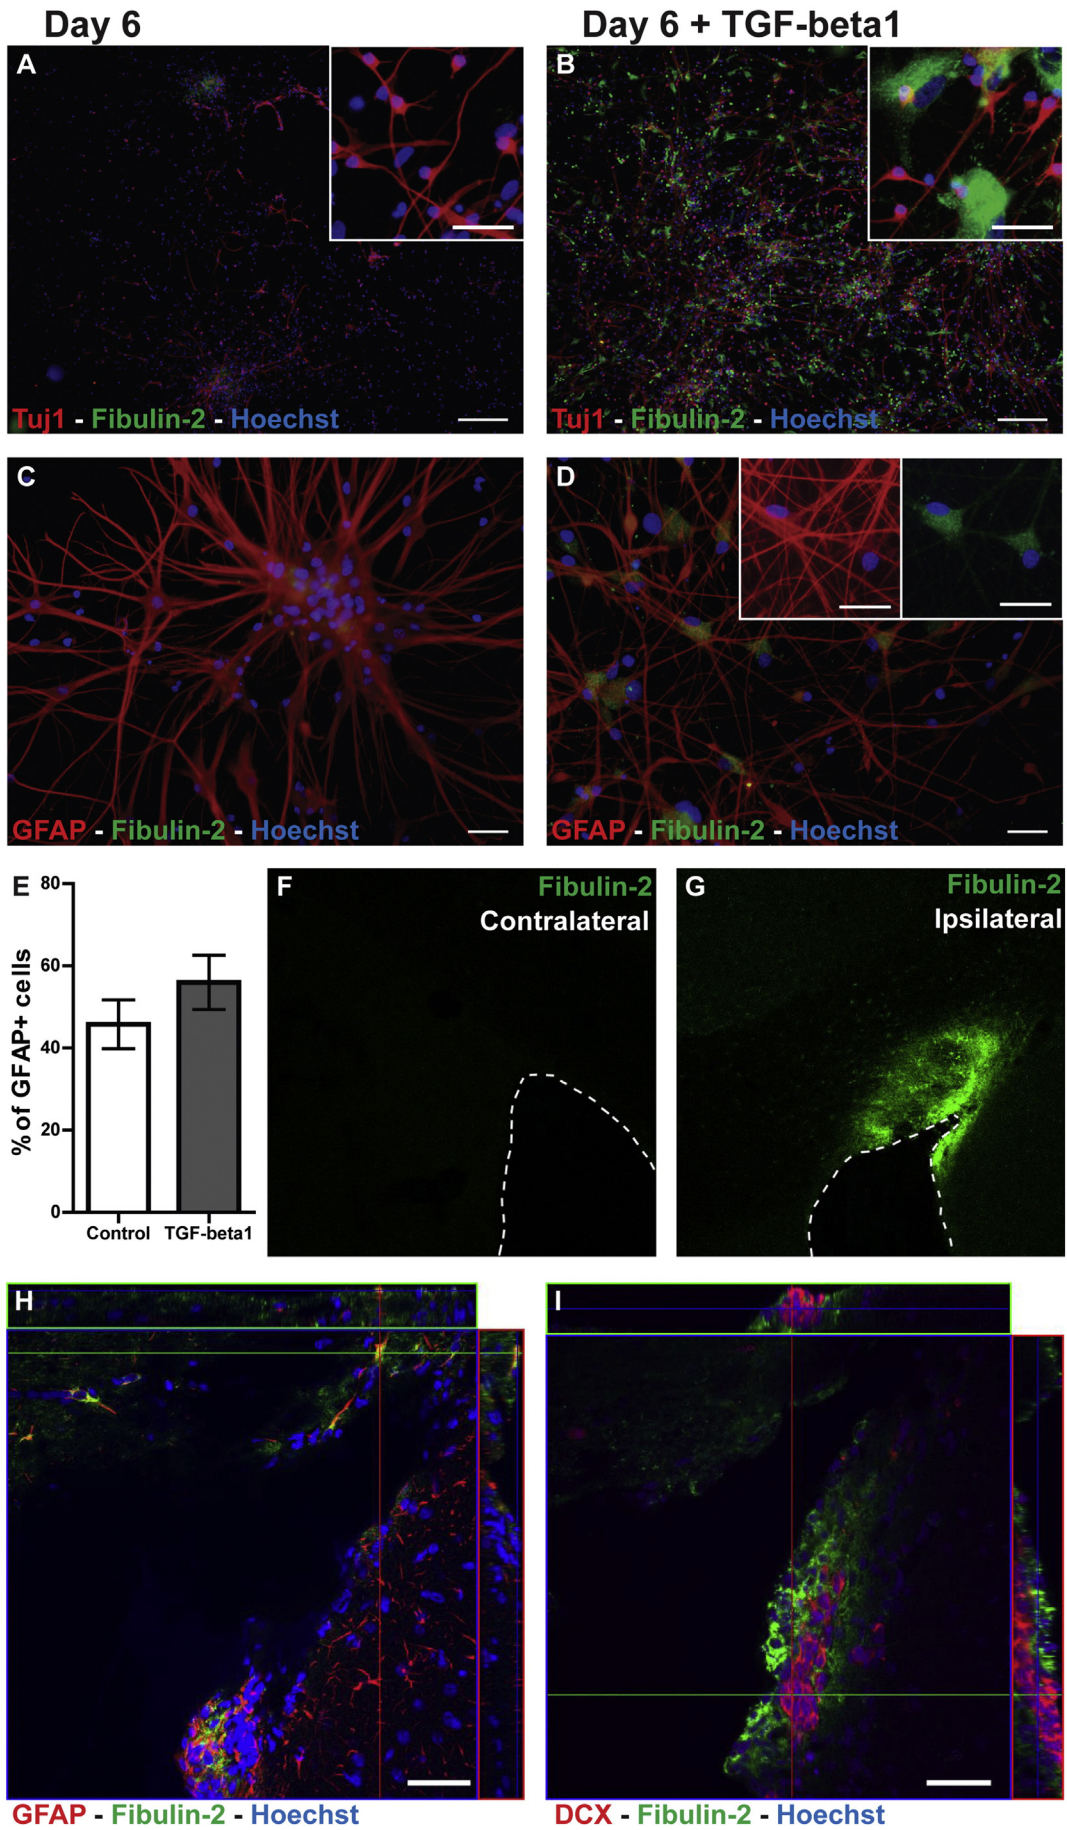 Day 6
Day 6 + TGF-beta1
A
B
Tuj1 - Fibulin-2 - Hoechst
Tuj1 - Fibulin-2 - Hoechst
C
D
GFAP - Fibulin-2 - Hoechst
GFAP - Fibulin-2 - Hoechst
E
% of GFAP+ cells
80
60
40
20
0
Control
TGF-beta1
F
Fibulin-2
Contralateral
G
Fibulin-2
Ipsilateral
H
I
GFAP - Fibulin-2 - Hoechst
DCX - Fibulin-2 - Hoechst